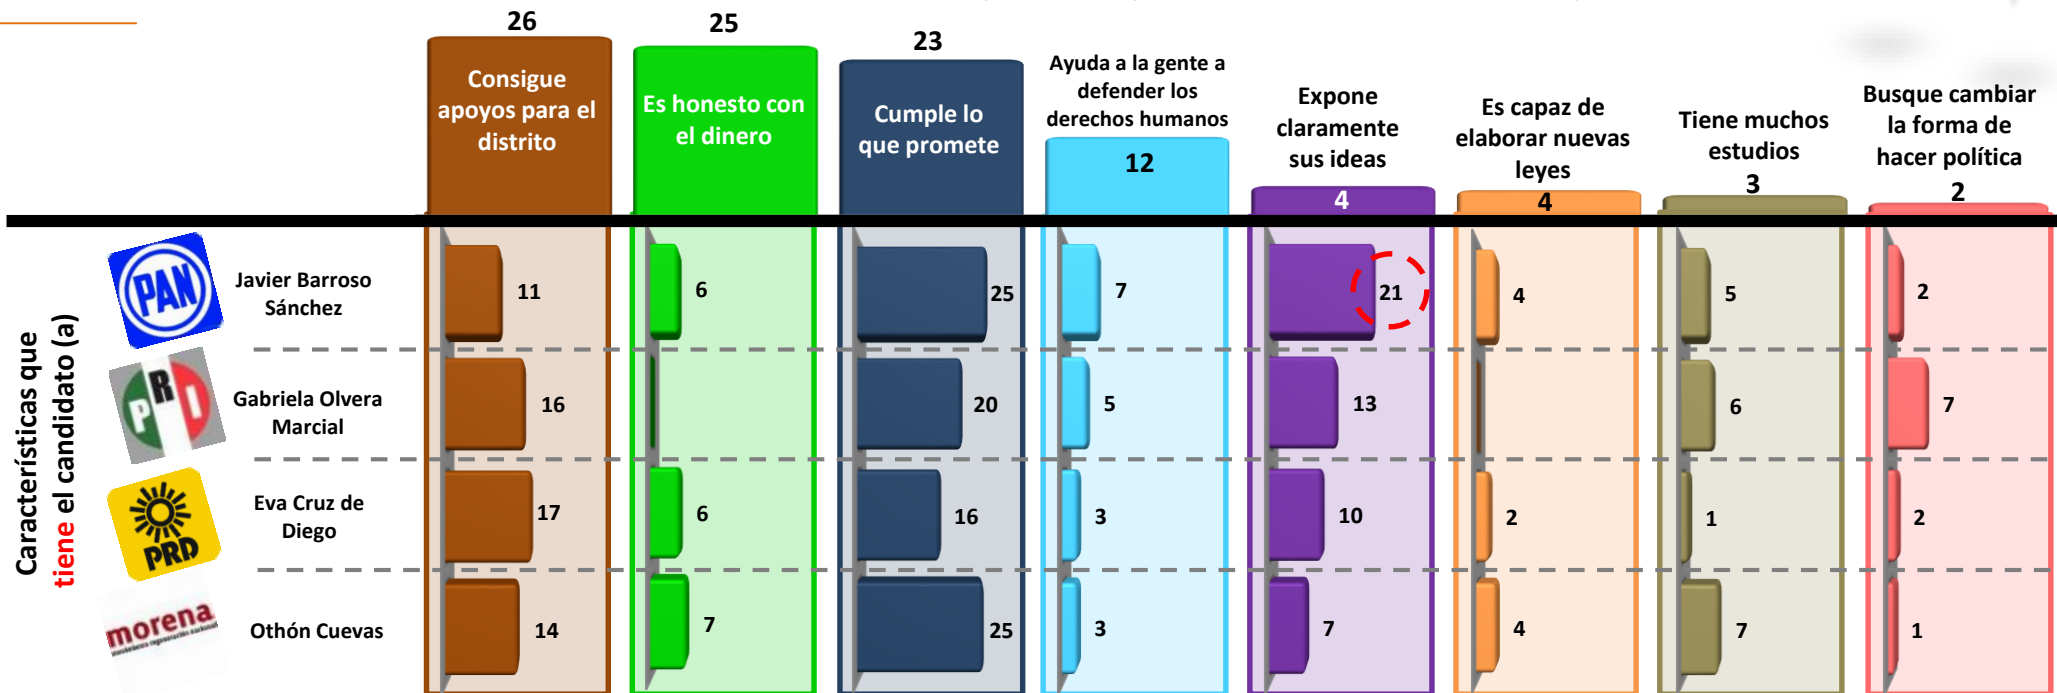 26
25
23
Consigue
apoyos para el
distrito
Es honesto con
el dinero
Cumple lo
que promete
Ayuda a la gente a
defender los
derechos humanos
12
Expone
claramente
sus ideas
4
Es capaz de
elaborar nuevas
leyes
4
Tiene muchos
estudios
3
Busque cambiar
la forma de
hacer política
2
Características que
tiene el candidato (a)
PAN
Javier Barroso
Sánchez
11
6
25
7
21
4
5
2
PRI
Gabriela Olvera
Marcial
16
20
5
13
6
7
PRD
Eva Cruz de
Diego
17
6
16
3
10
2
1
2
morena
Othón Cuevas
14
7
25
3
7
4
7
1